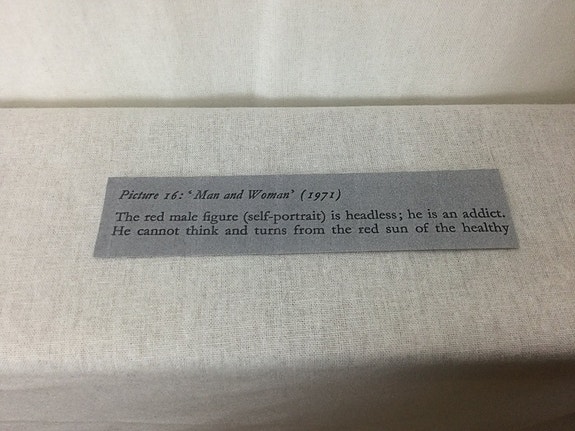 Picture 16: ‘Man and Woman’ (1971)
The red male figure (self-portrait) is headless; he is an addict.
He cannot think and turns from the red sun of the healthy